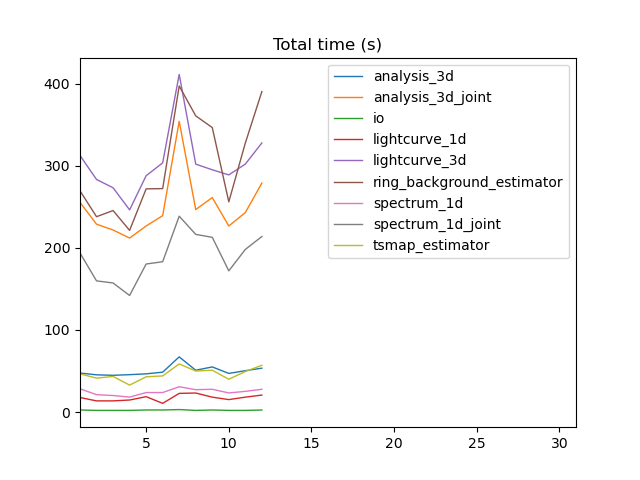 Total time (s)
400
300
200
100
0
5
10
15
20
25
30
analysis_3d
analysis_3d_joint
io
lightcurve_1d
lightcurve_3d
ring_background_estimator
spectrum_1d
spectrum_1d_joint
tsmap_estimator